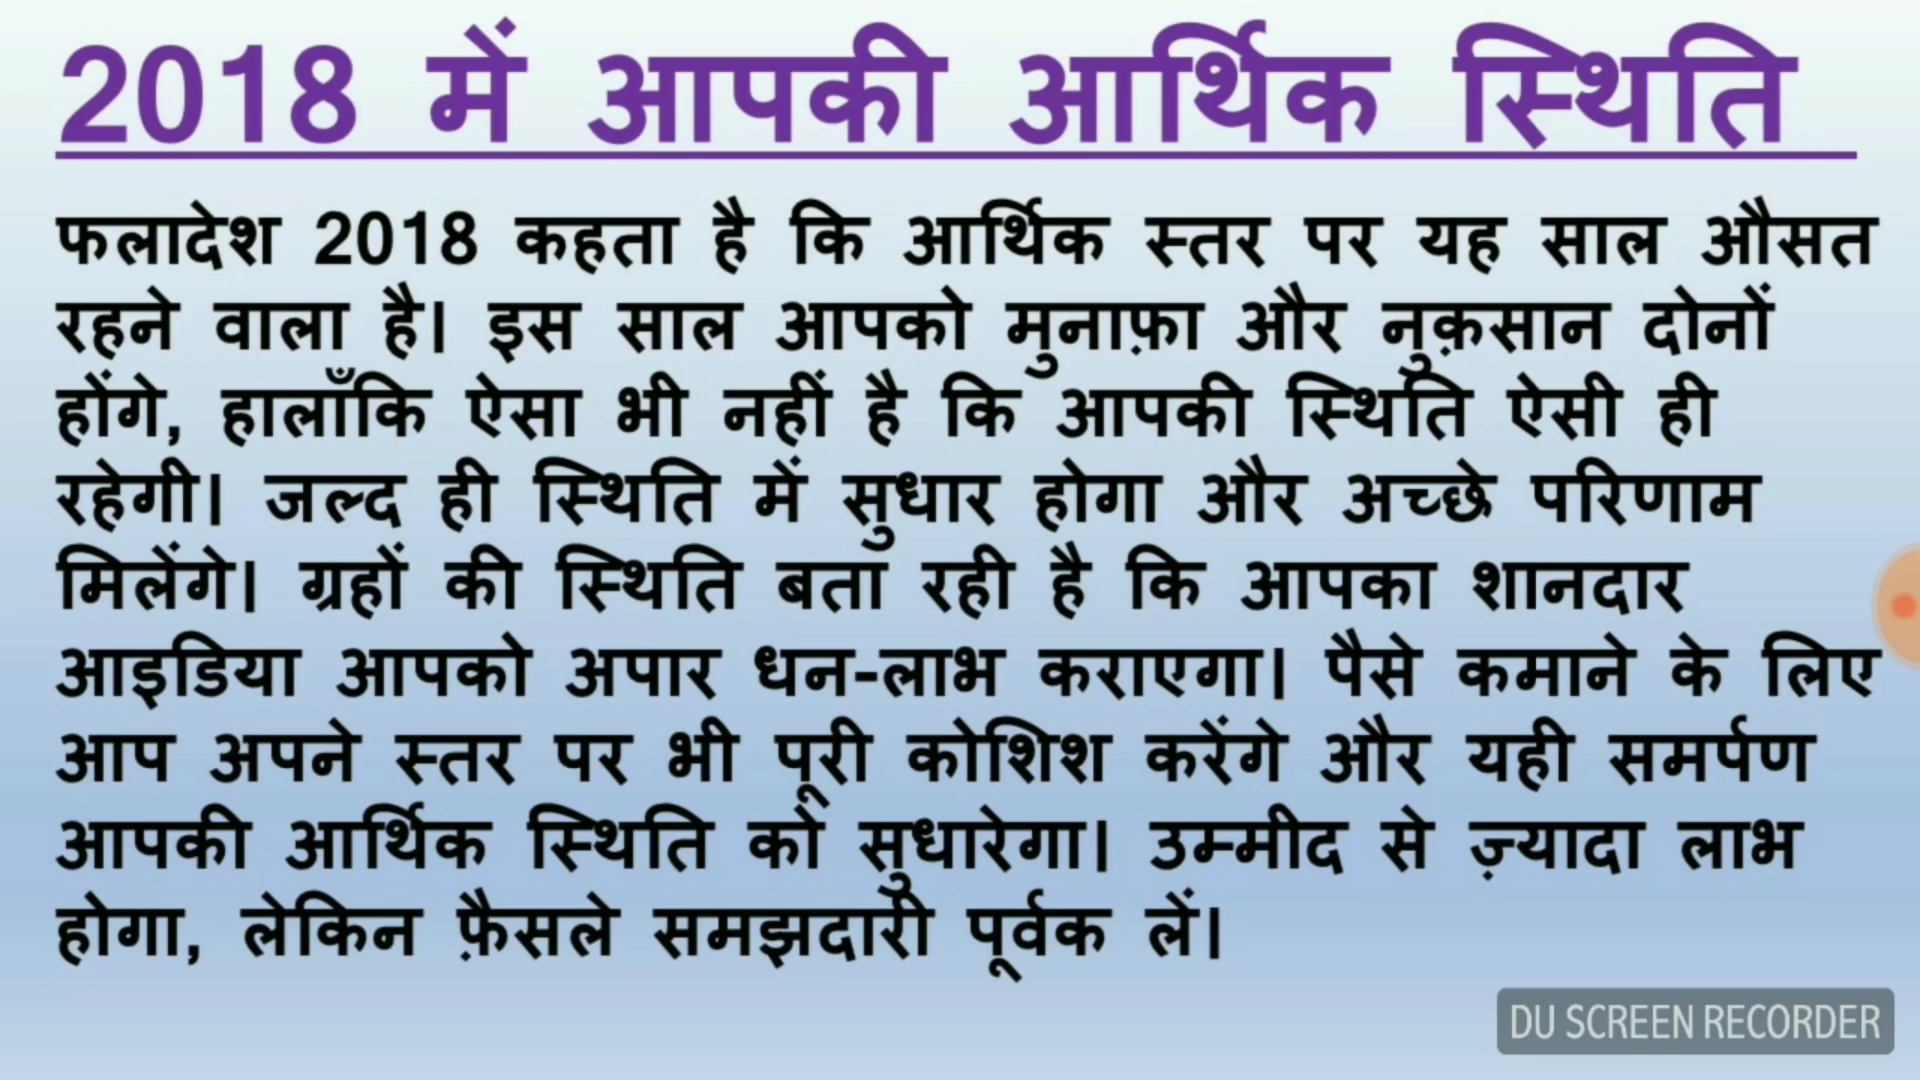 2018 में आपकी आर्थिक स्थिति
फलादेश 2018 कहता है कि आर्थिक स्तर पर यह साल औसत
रहने वाला है। इस साल आपको मुनाफ़ा और नुक़सान दोनों
होंगे, हालाँकि ऐसा भी नहीं है कि आपकी स्थिति ऐसी ही
रहेगी। जल्द ही स्थिति में सुधार होगा और अच्छे परिणाम
मिलेंगे। ग्रहों की स्थिति बता रही है कि आपका शानदार
आइडिया आपको अपार धन-लाभ कराएगा। पैसे कमाने के लिए
आप अपने स्तर पर भी पूरी कोशिश करेंगे और यही समर्पण
आपकी आर्थिक स्थिति को सुधारेगा। उम्मीद से ज़्यादा लाभ
होगा, लेकिन फ़ैसले समझदारी पूर्वक लें।
DU SCREEN RECORDER